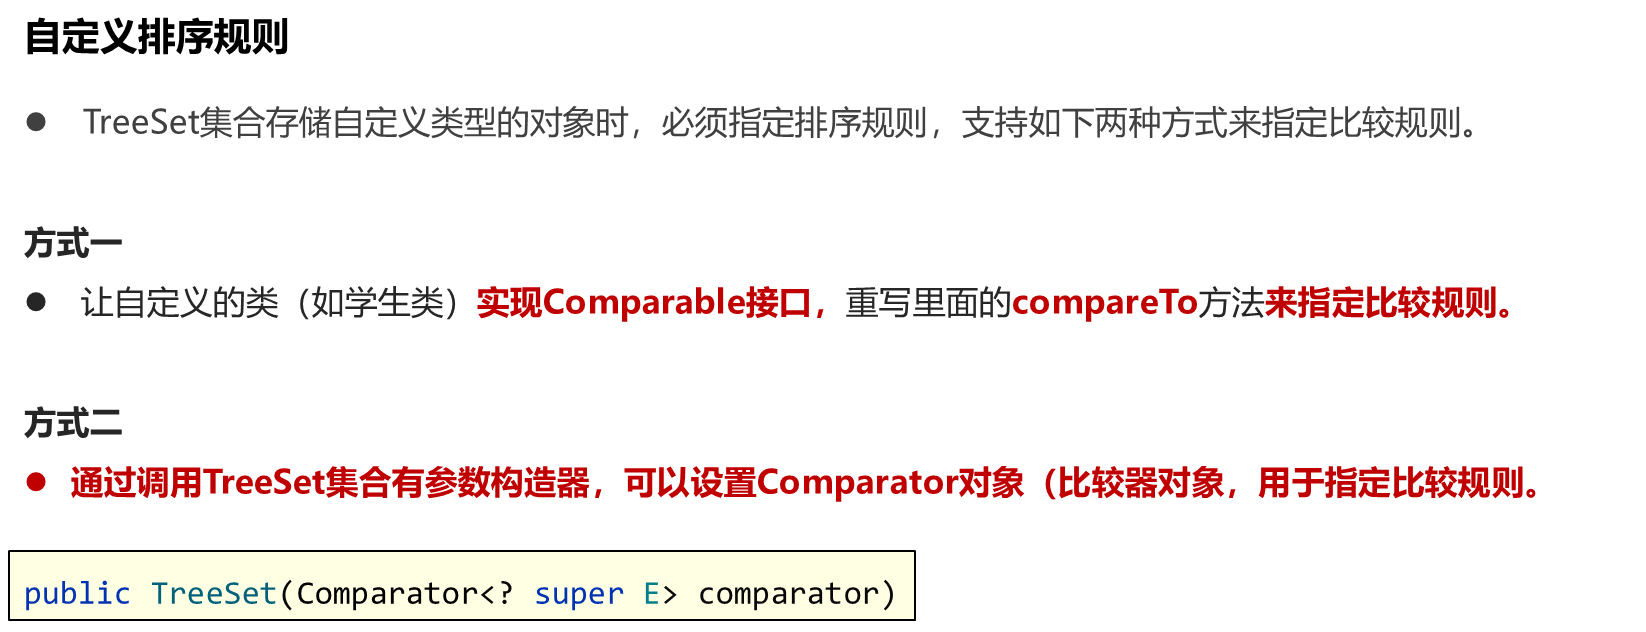 自定义排序规则
● TreeSet集合存储自定义类型的对象时，必须指定排序规则，支持如下两种方式来指定比较规则。
方式一
● 让自定义的类（如学生类）实现Comparable接口，重写里面的compareTo方法来指定比较规则。
方式二
● 通过调用TreeSet集合有参数构造器，可以设置Comparator对象（比较器对象，用于指定比较规则。
public TreeSet(Comparator<? super E> comparator)